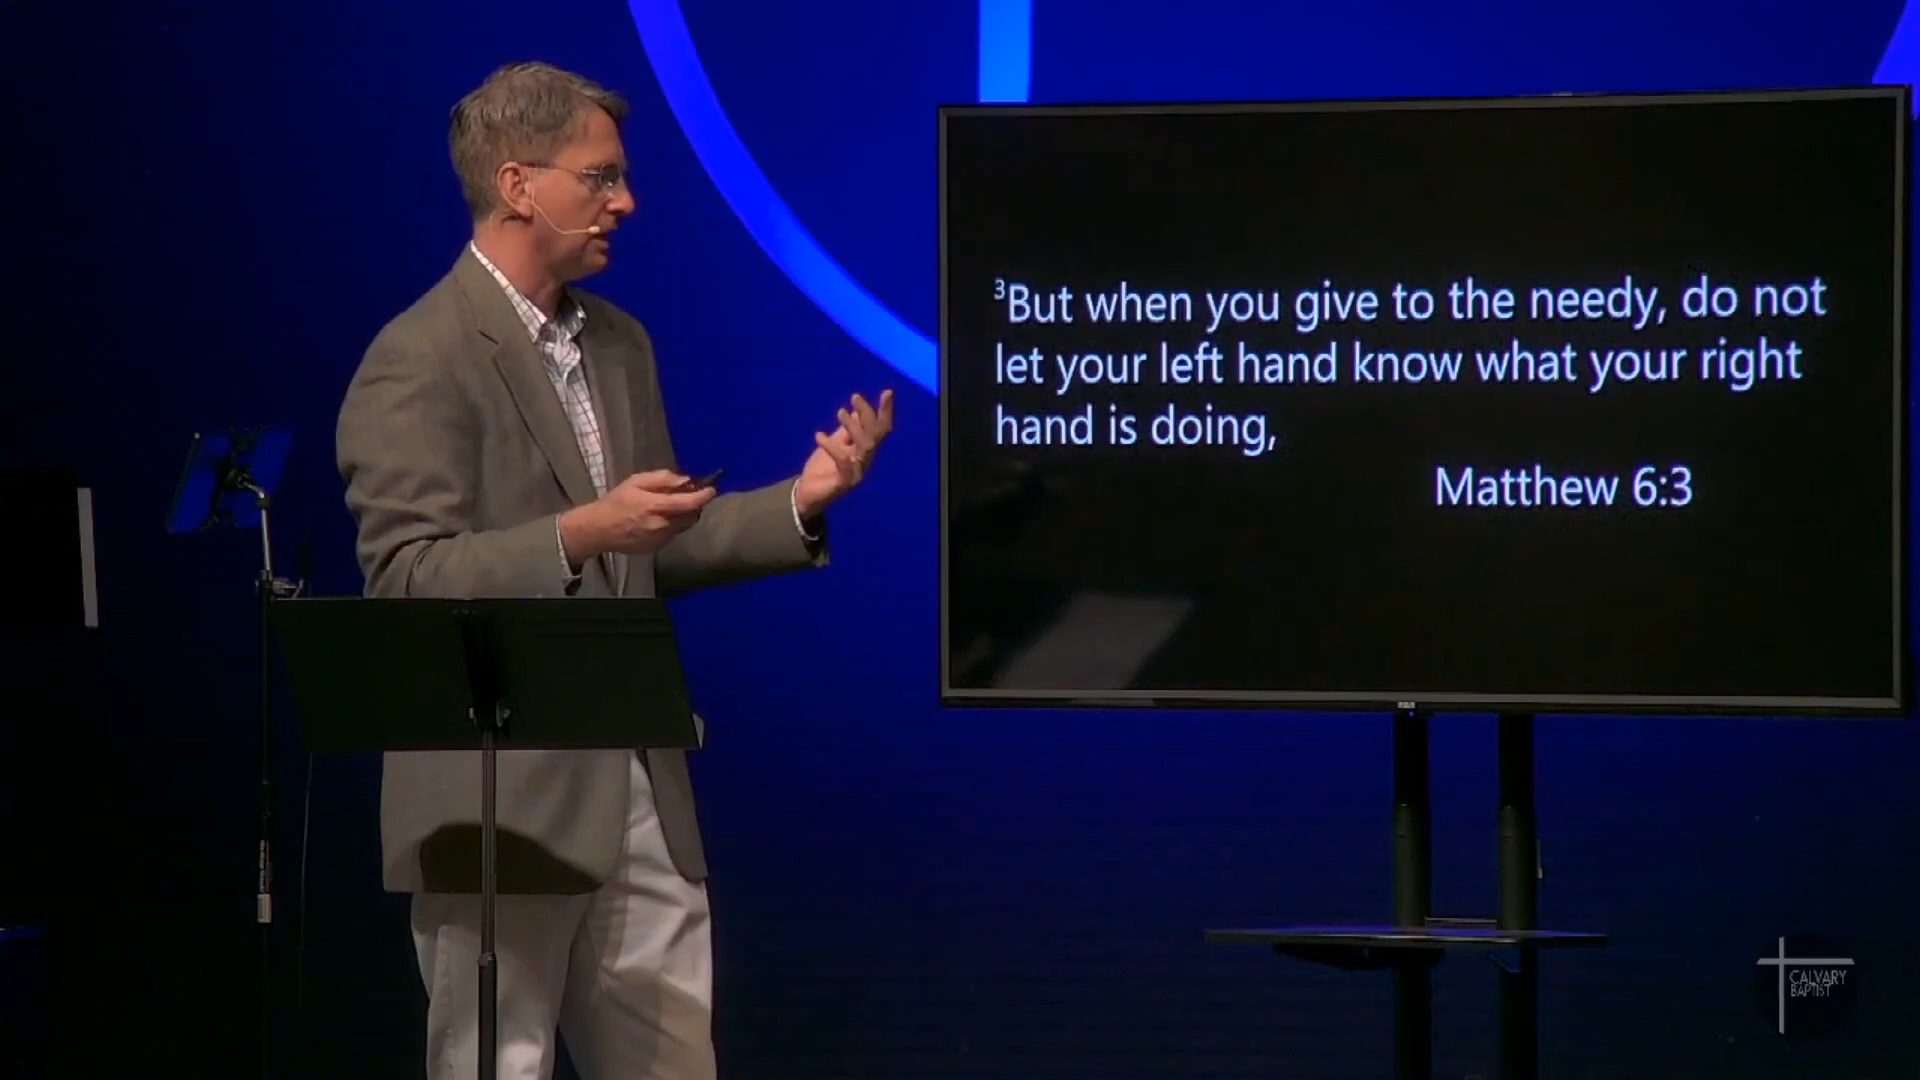 ³But when you give to the needy, do not
let your left hand know what your right
hand is doing,
Matthew 6:3
CALVARY
BAPTIST